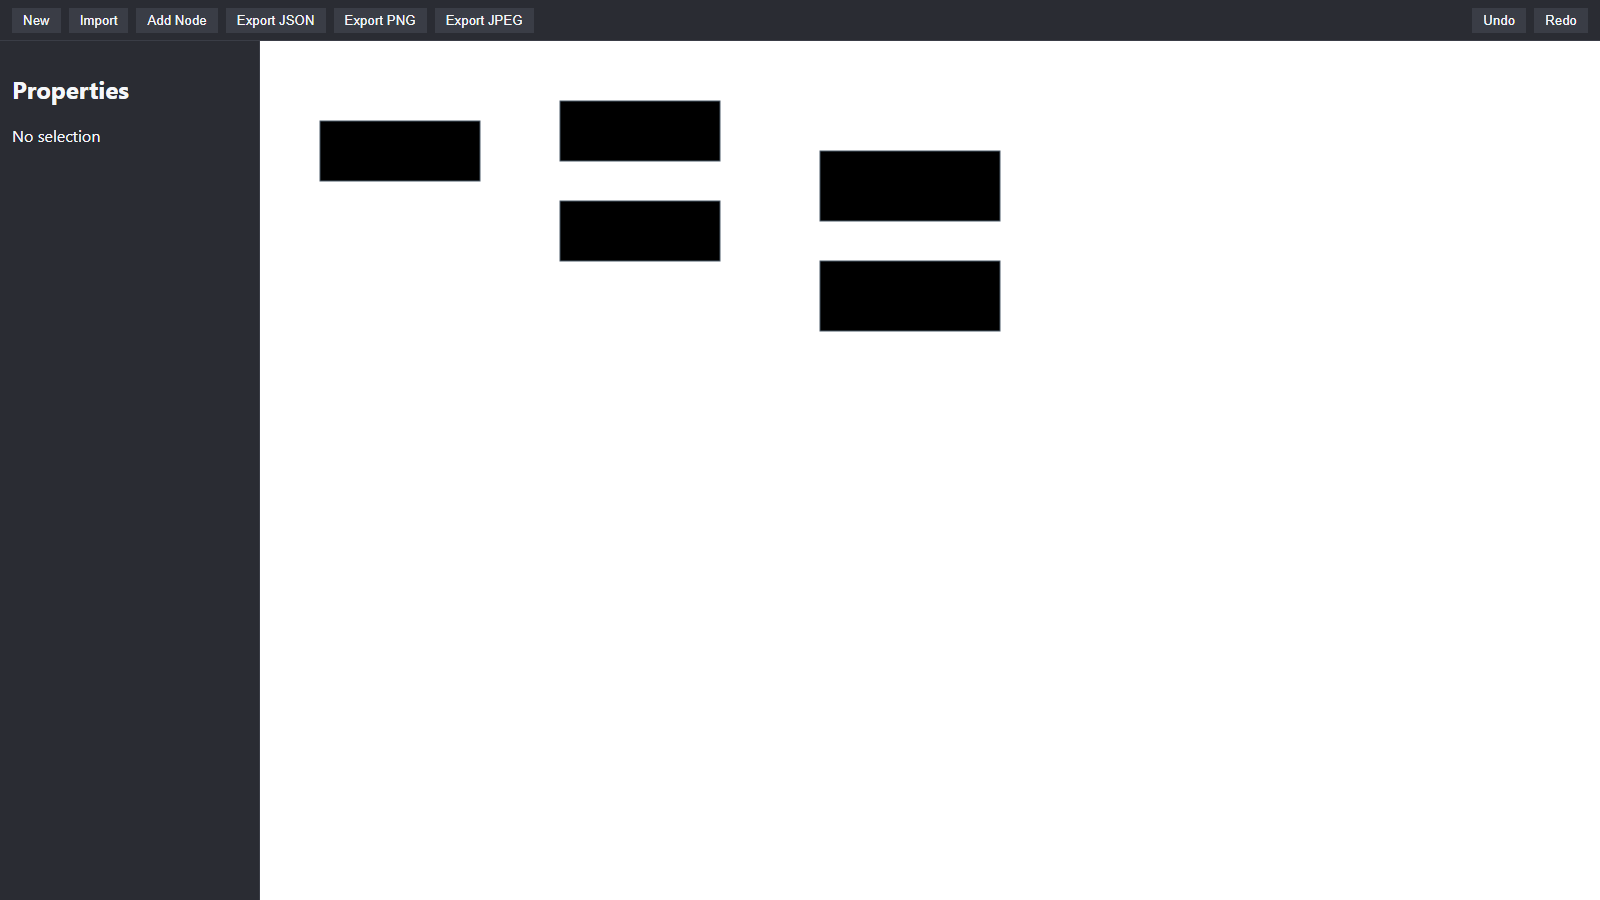 New Import Add Node Export JSON Export PNG Export JPEG Undo Redo
Properties
No selection